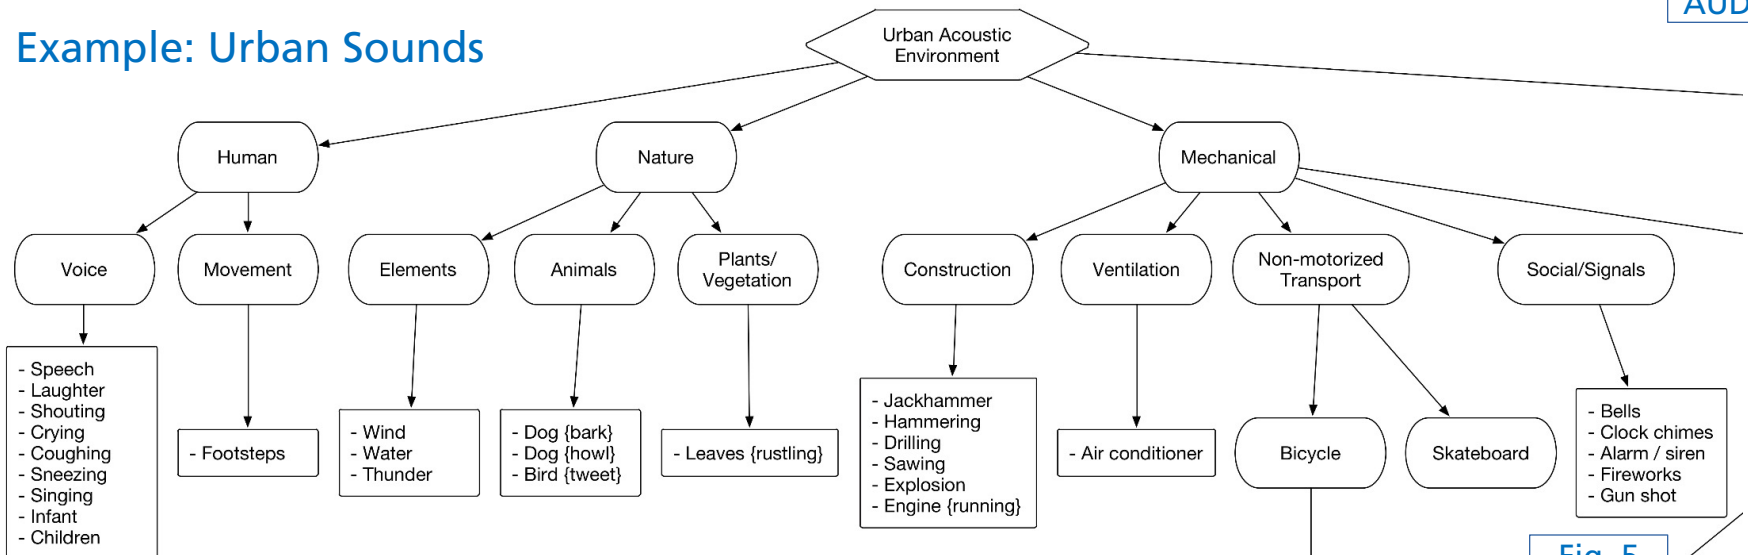 AUD
Example: Urban Sounds
Urban Acoustic
Environment
Human
Nature
Mechanical
Voice
Movement
Elements
Animals
Plants/
Vegetation
Construction
Ventilation
Non-motorized
Transport
Social/Signals
- Speech
- Laughter
- Shouting
- Crying
- Coughing
- Sneezing
- Singing
- Infant
- Children
- Footsteps
- Wind
- Water
- Thunder
- Dog {bark}
- Dog {howl}
- Bird {tweet}
- Leaves {rustling}
- Jackhammer
- Hammering
- Drilling
- Sawing
- Explosion
- Engine {running}
- Air conditioner
Bicycle
Skateboard
- Bells
- Clock chimes
- Alarm / siren
- Fireworks
- Gun shot
Fig. 5